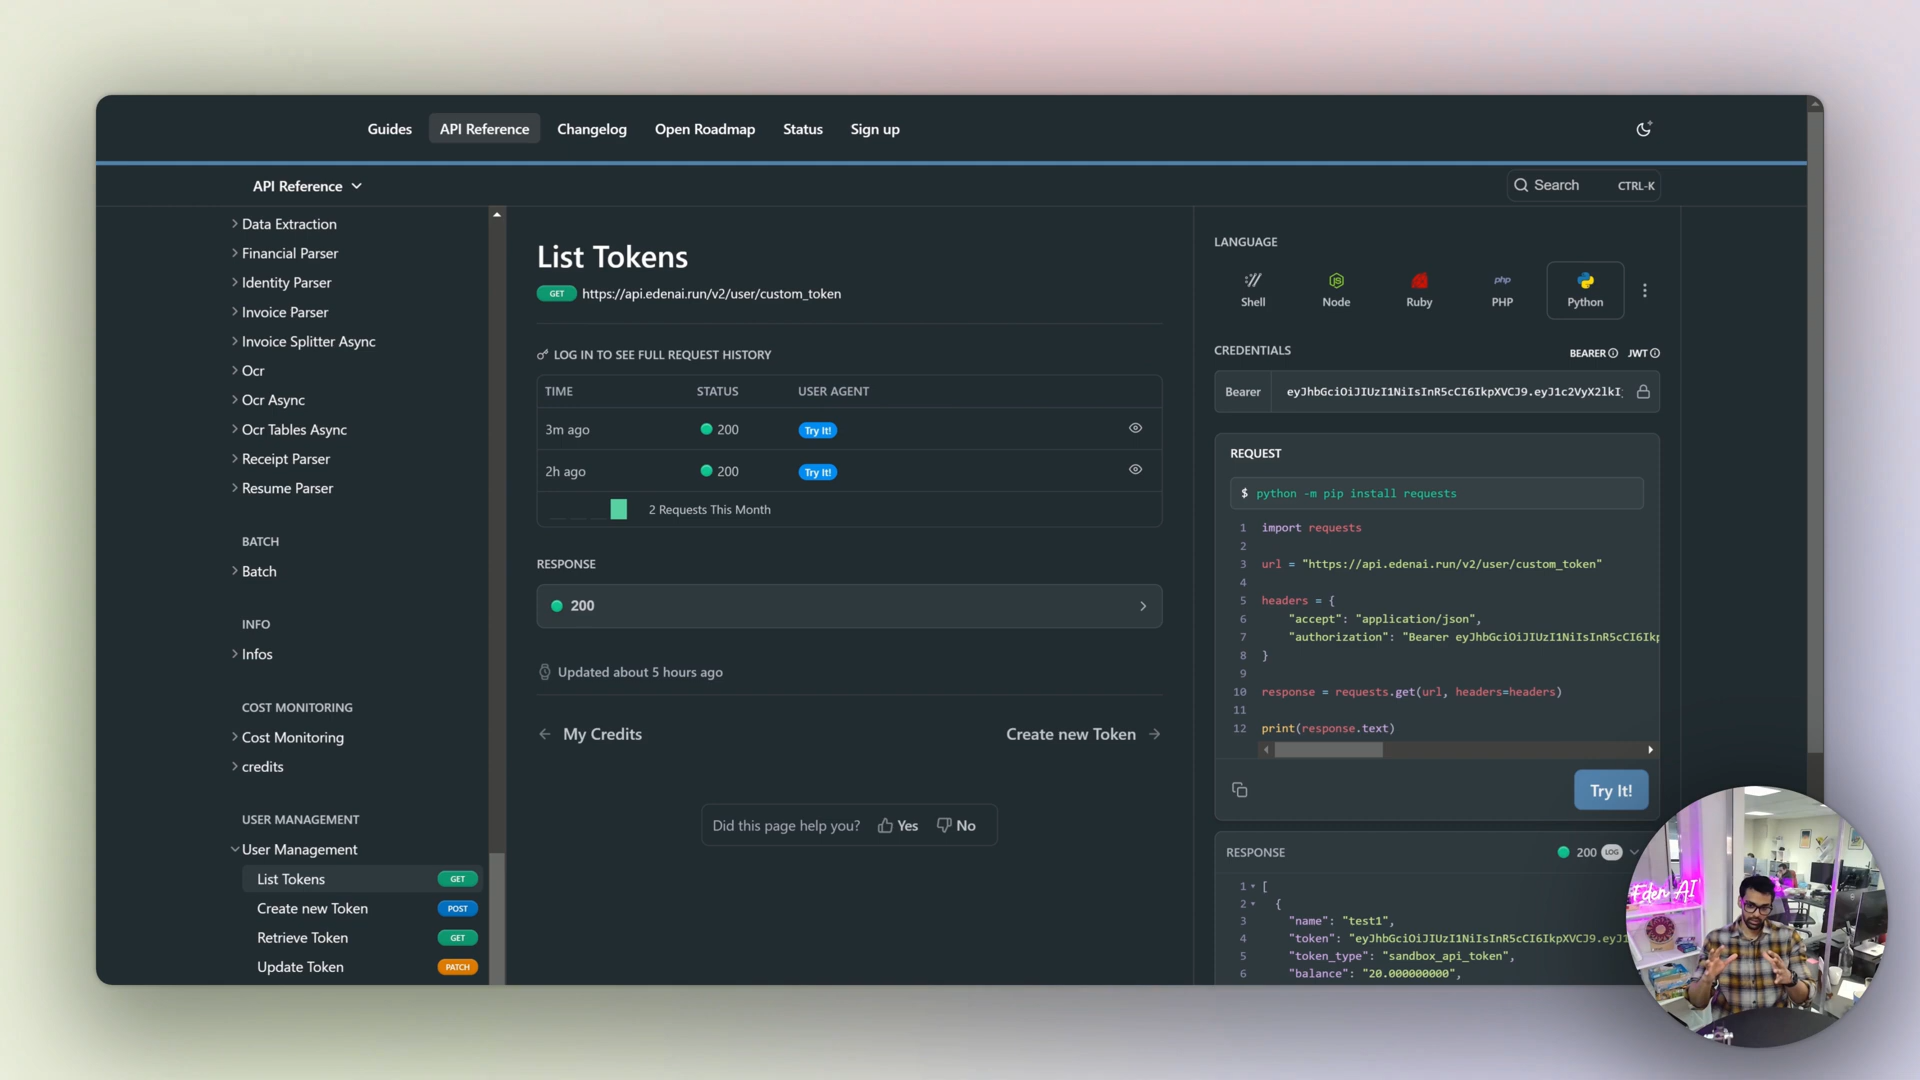 Guides
API Reference
Changelog
Open Roadmap
Status
Sign up
API Reference
Search
CTRL-K
Data Extraction
Financial Parser
Identity Parser
Invoice Parser
Invoice Splitter Async
Ocr
Ocr Async
Ocr Tables Async
Receipt Parser
Resume Parser
BATCH
Batch
INFO
Infos
COST MONITORING
Cost Monitoring
credits
USER MANAGEMENT
User Management
List Tokens GET
Create new Token POST
Retrieve Token GET
Update Token PATCH
List Tokens
GET https://api.edenai.run/v2/user/custom_token
LOG IN TO SEE FULL REQUEST HISTORY
TIME STATUS USER AGENT
3m ago 200 Try It!
2h ago 200 Try It!
2 Requests This Month
RESPONSE
200
Updated about 5 hours ago
My Credits
Create new Token
Did this page help you? Yes No
LANGUAGE
Shell
Node
Ruby
php
PHP
Python
CREDENTIALS
BEARER JWT
Bearer eyJhbGciOiJIUzI1NiIsInR5cCI6IkpXVCJ9.eyJ1c2VyX2lkI
REQUEST
$ python -m pip install requests
1 import requests
2
3 url = "https://api.edenai.run/v2/user/custom_token"
4
5 headers = {
6 "accept": "application/json",
7 "authorization": "Bearer eyJhbGciOiJIUzI1NiIsInR5cCI6Ikp
8 }
9
10 response = requests.get(url, headers=headers)
11
12 print(response.text)
Try It!
RESPONSE
200 LOG
1 [
2 {
3 "name": "test1",
4 "token": "eyJhbGciOiJIUzI1NiIsInR5cCI6IkpXVCJ9.eyJ1
5 "token_type": "sandbox_api_token",
6 "balance": "20.000000000",
Eden AI